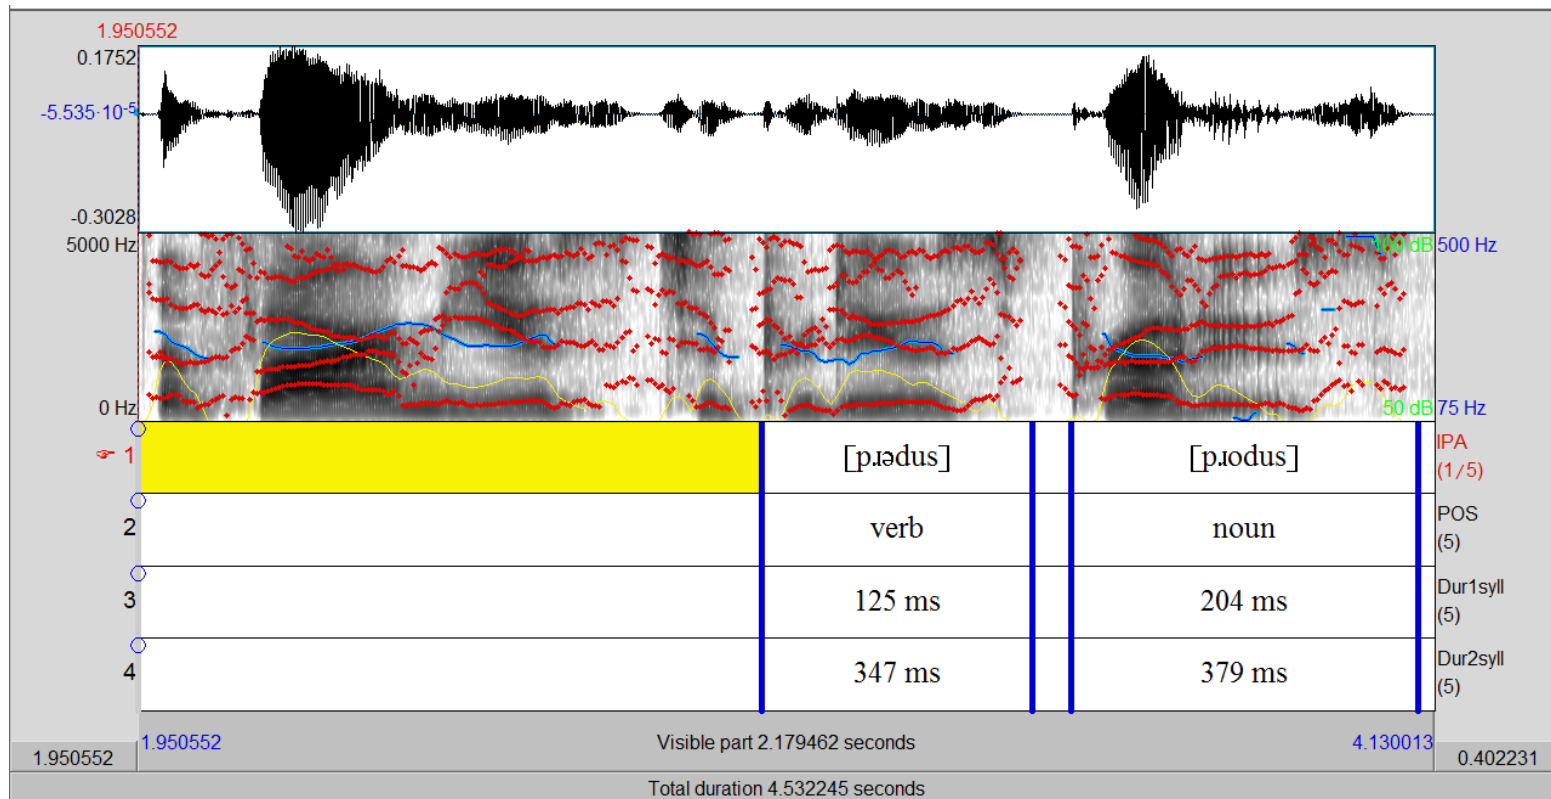 1.950552
0.1752
-5.535·10⁻⁵
-0.3028
5000 Hz 100 dB 500 Hz
0 Hz 50 dB 75 Hz
☞ 1 [pɹədus] [pɹodus] IPA (1/5)
2 verb noun POS (5)
3 125 ms 204 ms Dur1syll (5)
4 347 ms 379 ms Dur2syll (5)
1.950552 Visible part 2.179462 seconds 4.130013
1.950552 0.402231
Total duration 4.532245 seconds